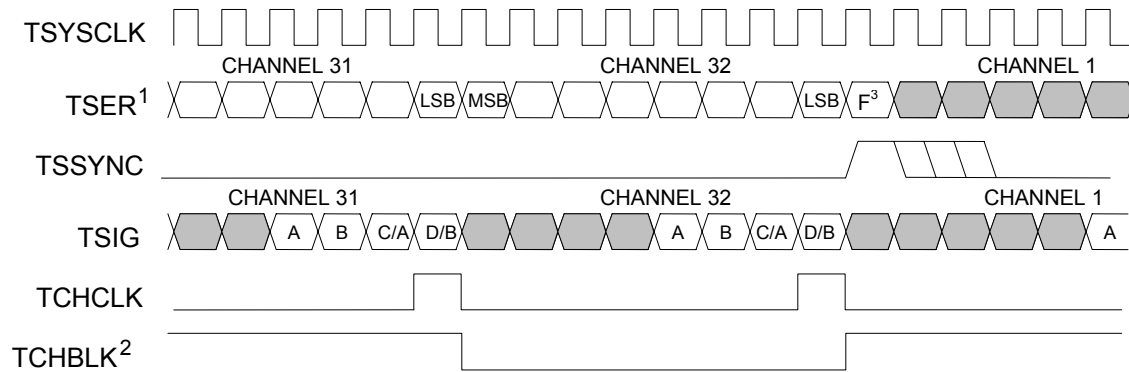 TSYSCLK
CHANNEL 31 CHANNEL 32 CHANNEL 1
TSER1 LSB MSB LSB F3
TSSYNC
CHANNEL 31 CHANNEL 32 CHANNEL 1
TSIG A B C/A D/B A B C/A D/B A
TCHCLK
TCHBLK2